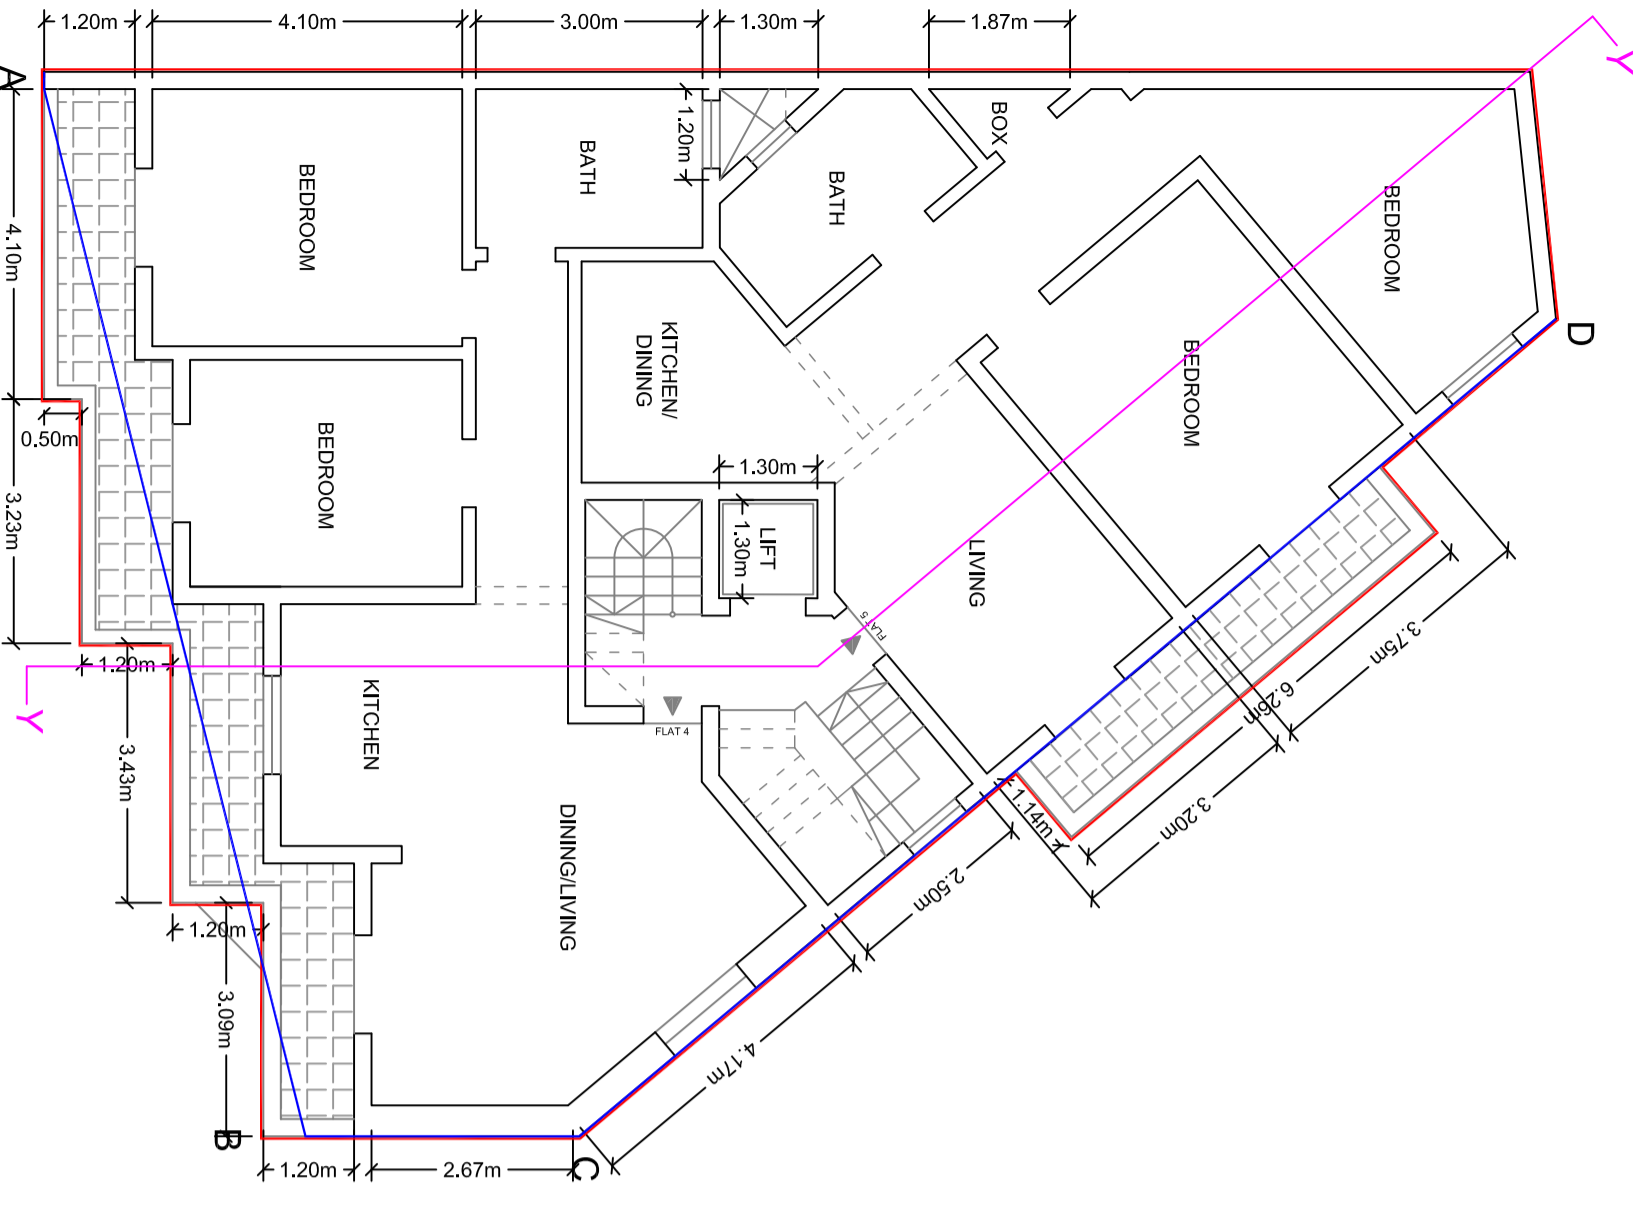 1.20m
4.10m
3.00m
1.30m
1.87m
Y
A
BOX
1.20m
BATH
BATH
BEDROOM
BEDROOM
D
4.10m
KITCHEN/
DINING
BEDROOM
0.50m
BEDROOM
1.30m
LIFT
1.30m
LIVING
3.23m
FLAT 5
3.75m
6.26m
1.20m
Y
KITCHEN
FLAT 4
3.43m
DINING/LIVING
1.14m
3.20m
2.50m
1.20m
3.09m
4.17m
B
1.20m
2.67m
C